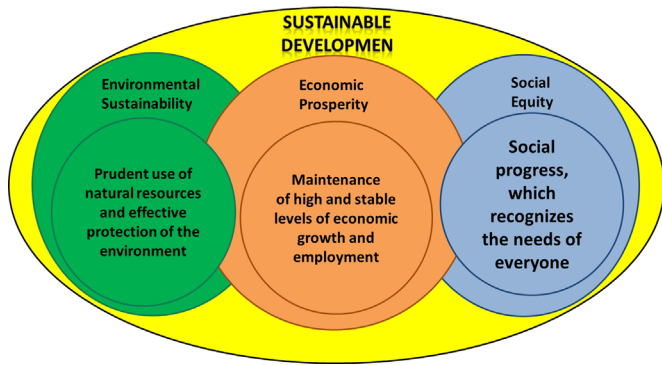 SUSTAINABLE
DEVELOPMEN
Environmental
Sustainability
Prudent use of
natural resources
and effective
protection of the
environment
Economic
Prosperity
Maintenance
of high and stable
levels of economic
growth and
employment
Social
Equity
Social
progress,
which
recognizes
the needs of
everyone